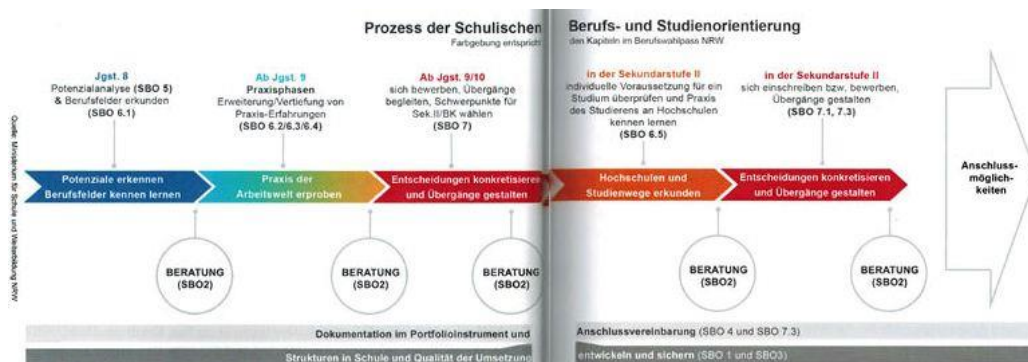 Prozess der Schulischen Berufs- und Studienorientierung
Farbgebung entspricht den Kapiteln im Berufswahlpass NRW
Jgst. 8
Potenzialanalyse (SBO 5)
& Berufsfelder erkunden
(SBO 6.1)
Ab Jgst. 9
Praxisphasen
Erweiterung/Vertiefung von
Praxis-Erfahrungen
(SBO 6.2/6.3/6.4)
Ab Jgst. 9/10
sich bewerben, Übergänge
begleiten, Schwerpunkte für
Sek.II/BK wählen
(SBO 7)
in der Sekundarstufe II
individuelle Voraussetzung für ein
Studium überprüfen und Praxis
des Studierens an Hochschulen
kennen lernen
(SBO 6.5)
in der Sekundarstufe II
sich einschreiben bzw. bewerben,
Übergänge gestalten
(SBO 7.1, 7.3)
Potenziale erkennen
Berufsfelder kennen lernen
Praxis der
Arbeitswelt erproben
Entscheidungen konkretisieren
und Übergänge gestalten
Hochschulen und
Studienwege erkunden
Entscheidungen konkretisieren
und Übergänge gestalten
Anschluss-
möglich-
keiten
BERATUNG
(SBO2)
BERATUNG
(SBO2)
BERATUNG
(SBO2)
BERATUNG
(SBO2)
BERATUNG
(SBO2)
Dokumentation im Portfolioinstrument und Anschlussvereinbarung (SBO 4 und SBO 7.3)
Strukturen in Schule und Qualität der Umsetzung entwickeln und sichern (SBO 1 und SBO3)
Quelle: Ministerium für Schule und Weiterbildung NRW